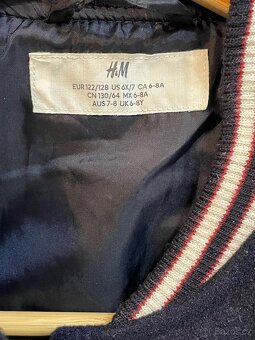 H&M
EUR 122/128 US 6X/7 CA 6-8A
CN 130/64 MX 6-8A
AUS 7-8 UK 6-8Y